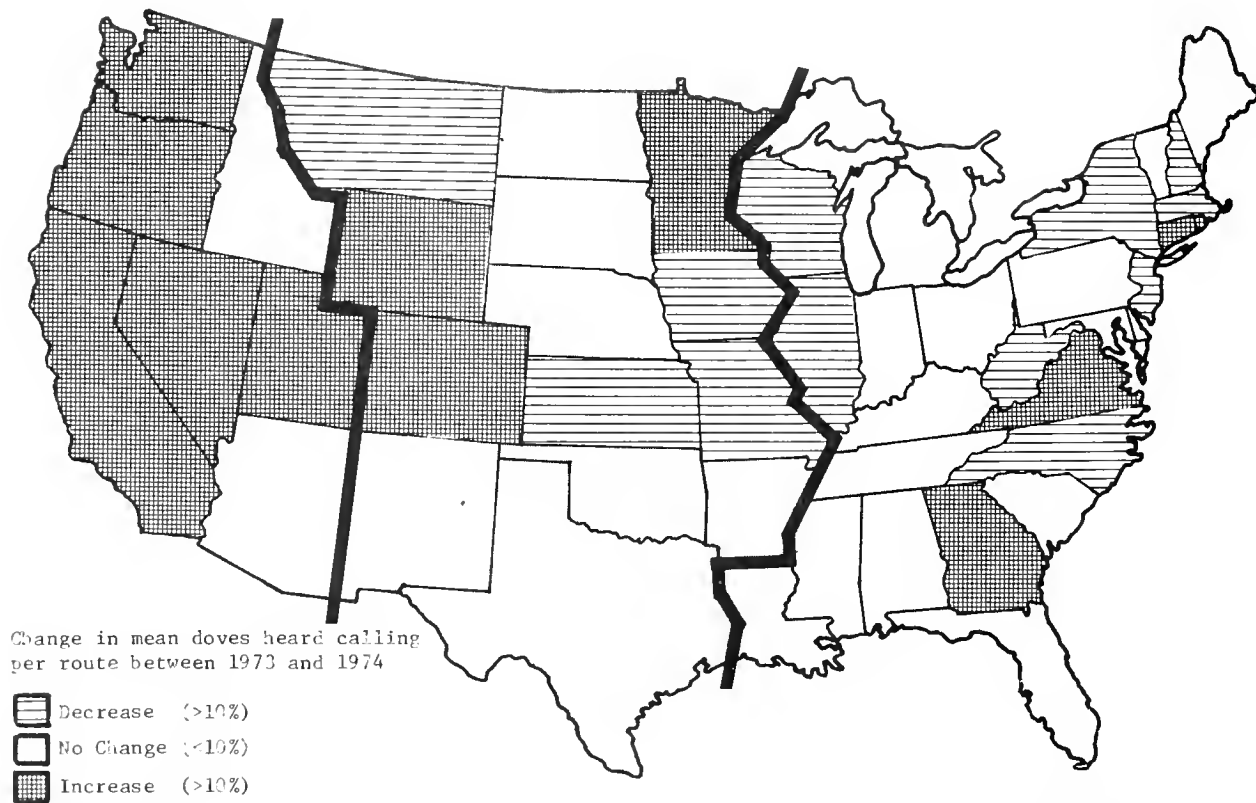 Change in mean doves heard calling
per route between 1973 and 1974
Decrease (>10%)
No Change (<10%)
Increase (>10%)